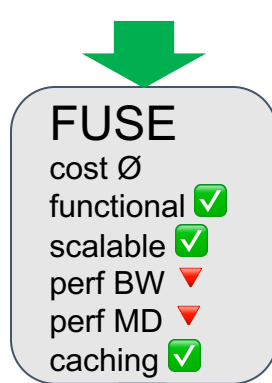 FUSE
cost Ø
functional ✅
scalable ✅
perf BW 🔻
perf MD 🔻
caching ✅